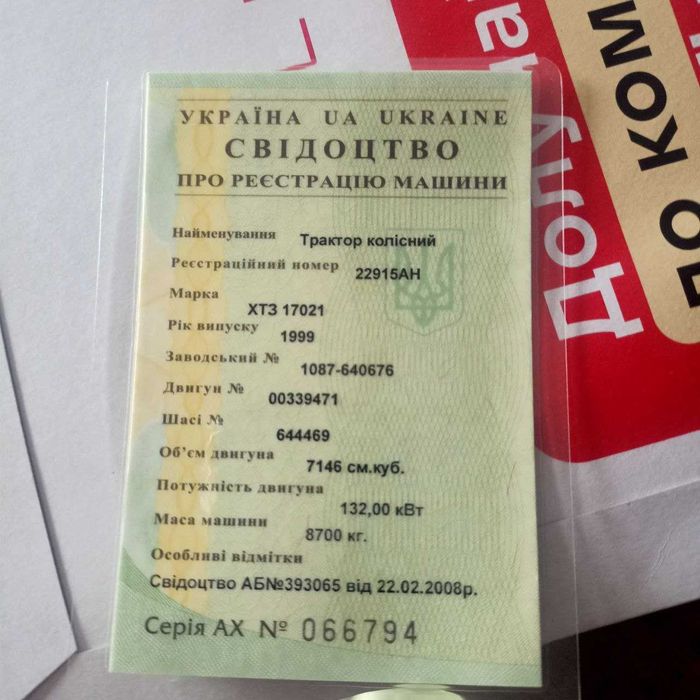 УКРАЇНА UA UKRAINE
СВІДОЦТВО
ПРО РЕЄСТРАЦІЮ МАШИНИ
Найменування Трактор колісний
Реєстраційний номер 22915АН
Марка ХТЗ 17021
Рік випуску 1999
Заводський № 1087-640676
Двигун № 00339471
Шасі № 644469
Об'єм двигуна 7146 см.куб.
Потужність двигуна 132,00 кВт
Маса машини 8700 кг.
Особливі відмітки
Свідоцтво АБ№393065 від 22.02.2008р.
Серія АХ № 066794
ДО КОМ